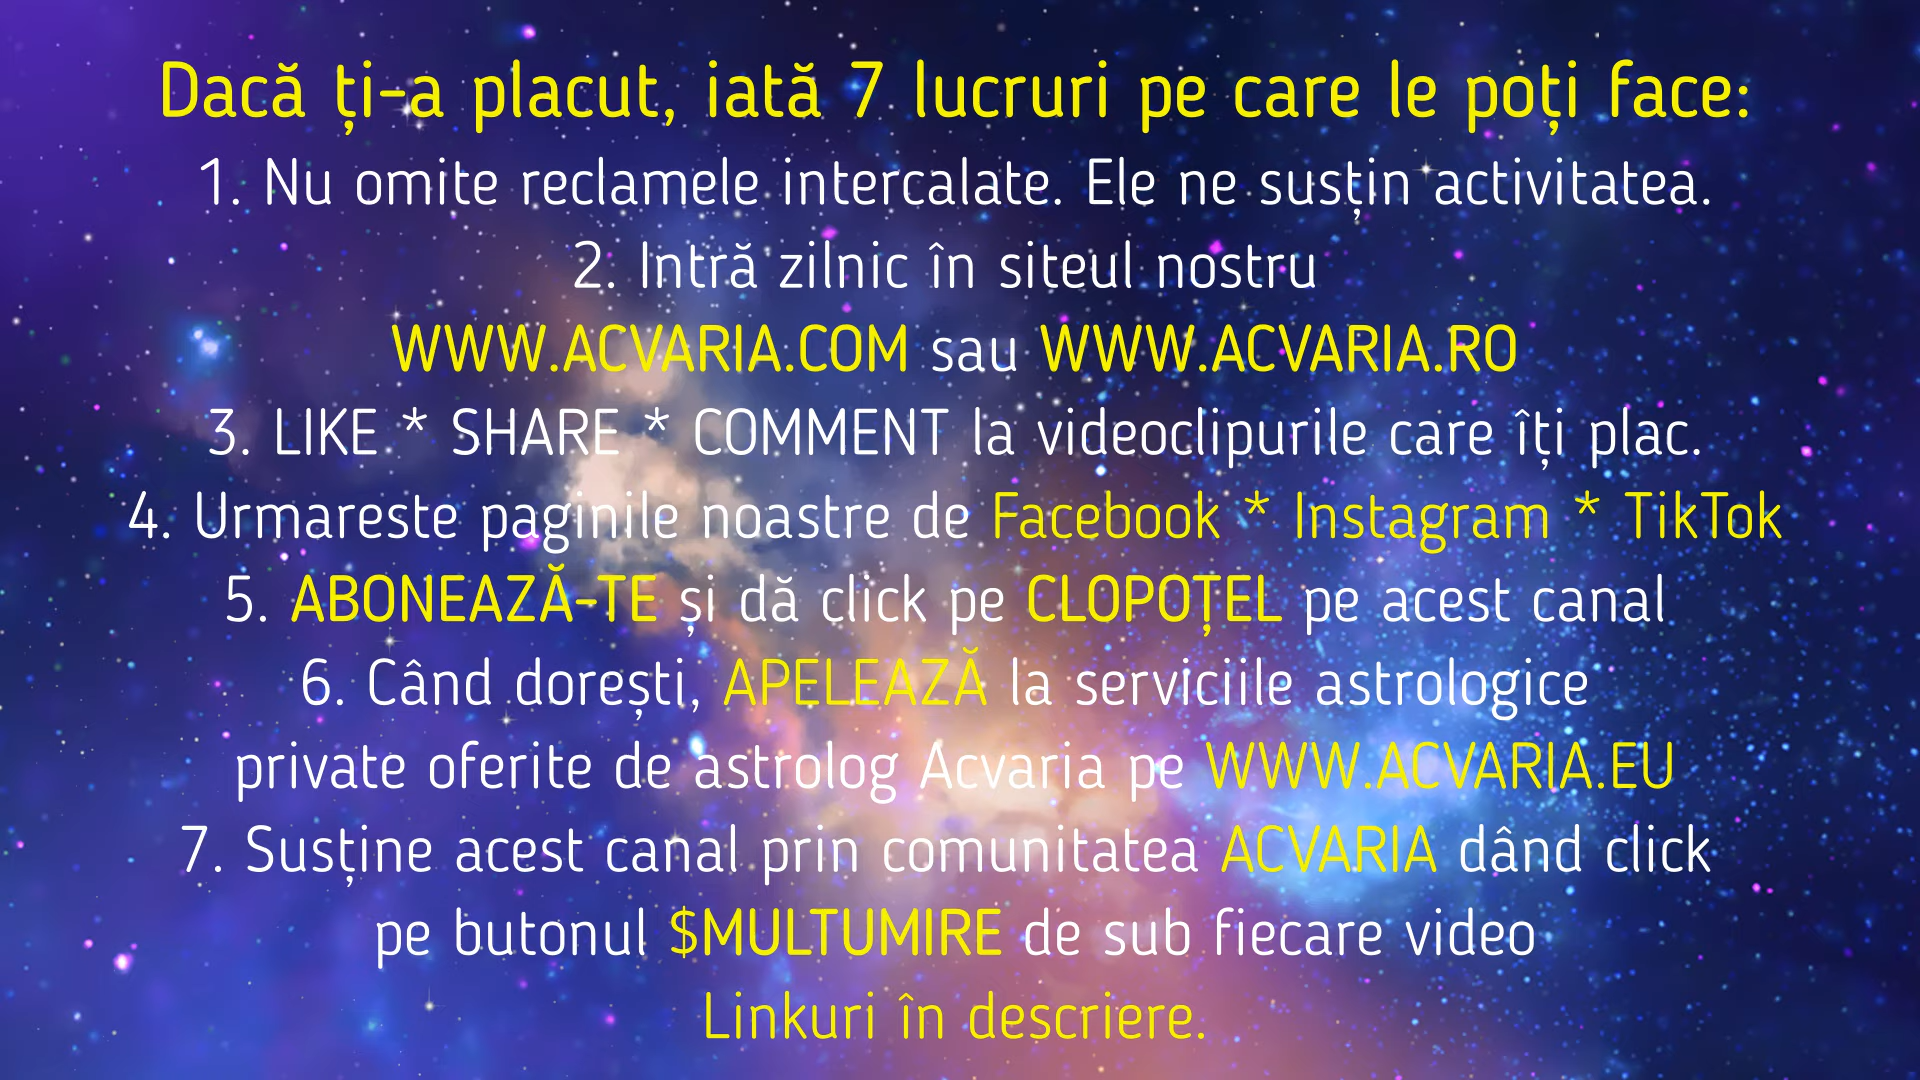 Dacă ți-a placut, iată 7 lucruri pe care le poți face:
1. Nu omite reclamele intercalate. Ele ne susțin activitatea.
2. Intră zilnic în siteul nostru
WWW.ACVARIA.COM sau WWW.ACVARIA.RO
3. LIKE * SHARE * COMMENT la videoclipurile care îți plac.
4. Urmareste paginile noastre de Facebook * Instagram * TikTok
5. ABONEAZĂ-TE și dă click pe CLOPOȚEL pe acest canal
6. Când dorești, APELEAZĂ la serviciile astrologice
private oferite de astrolog Acvaria pe WWW.ACVARIA.EU
7. Susține acest canal prin comunitatea ACVARIA dând click
pe butonul $MULTUMIRE de sub fiecare video
Linkuri în descriere.